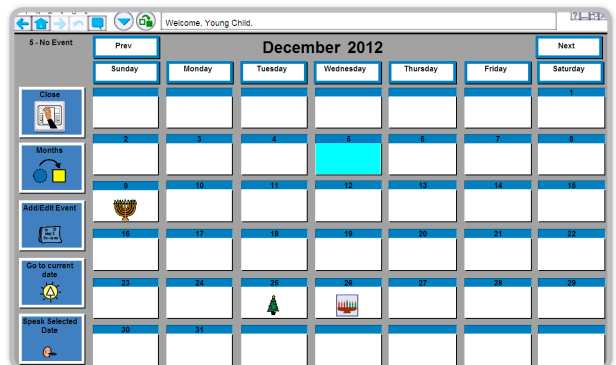 Welcome, Young Child.
5 - No Event
Prev
December 2012
Next
Sunday Monday Tuesday Wednesday Thursday Friday Saturday
Close
1
2 3 4 5 6 7 8
Months
9 10 11 12 13 14 15
Add/Edit Event
16 17 18 19 20 21 22
Go to current
date
23 24 25 26 27 28 29
Speak Selected
Date
30 31